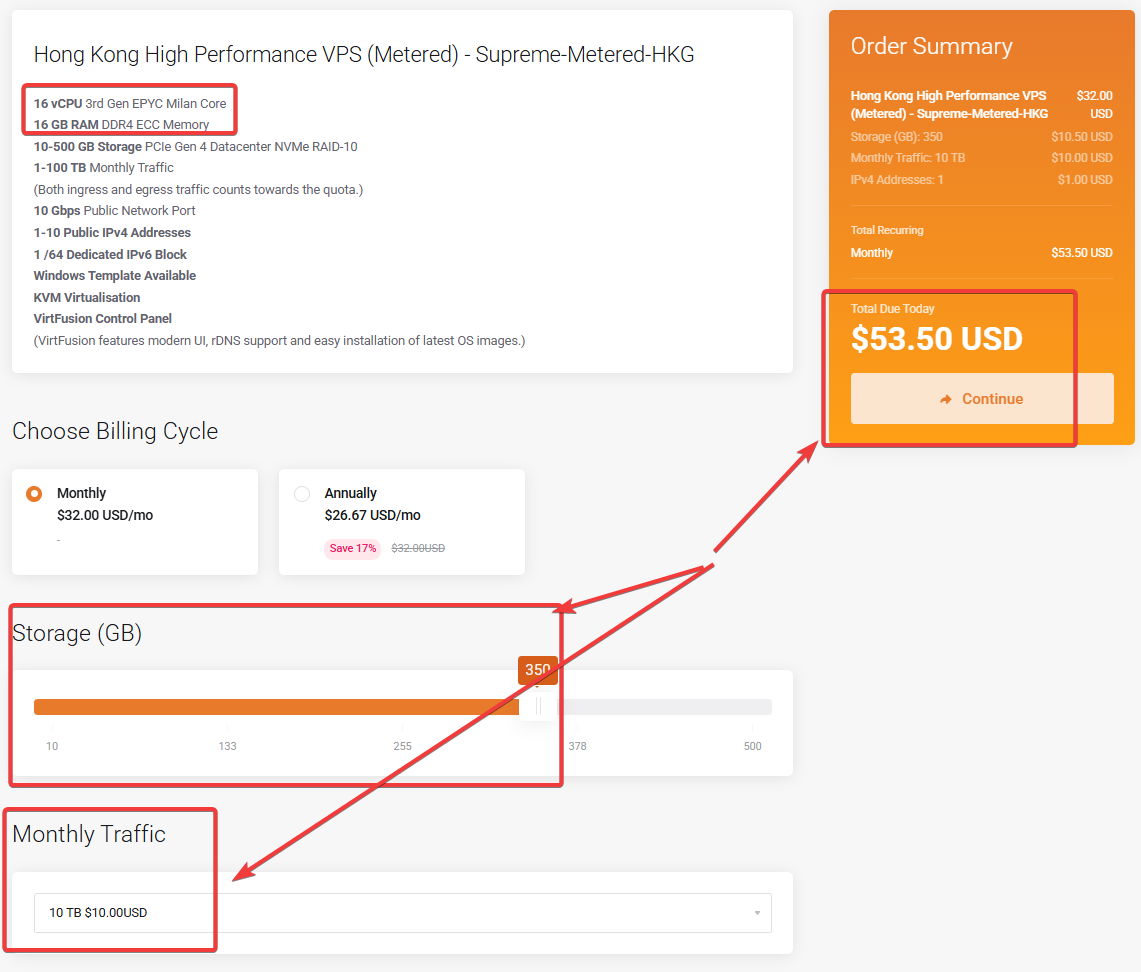 Hong Kong High Performance VPS (Metered) - Supreme-Metered-HKG
16 vCPU 3rd Gen EPYC Milan Core
16 GB RAM DDR4 ECC Memory
10-500 GB Storage PCIe Gen 4 Datacenter NVMe RAID-10
1-100 TB Monthly Traffic
(Both ingress and egress traffic counts towards the quota.)
10 Gbps Public Network Port
1-10 Public IPv4 Addresses
1 /64 Dedicated IPv6 Block
Windows Template Available
KVM Virtualisation
VirtFusion Control Panel
(VirtFusion features modern UI, rDNS support and easy installation of latest OS images.)
Choose Billing Cycle
Monthly
$32.00 USD/mo
-
Annually
$26.67 USD/mo
Save 17% $32.00USD
Storage (GB)
350
10 133 255 378 500
Monthly Traffic
10 TB $10.00USD
Order Summary
Hong Kong High Performance VPS $32.00
(Metered) - Supreme-Metered-HKG USD
Storage (GB): 350 $10.50 USD
Monthly Traffic: 10 TB $10.00 USD
IPv4 Addresses: 1 $1.00 USD
Total Recurring
Monthly $53.50 USD
Total Due Today
$53.50 USD
Continue